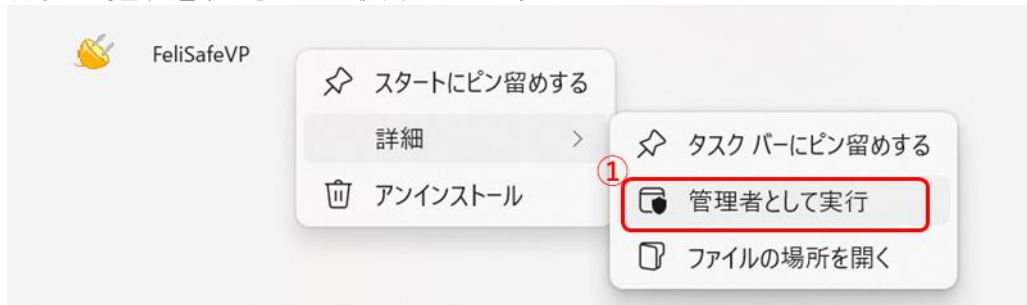 FeliSafeVP
スタートにピン留めする
詳細
アンインストール
①
タスク バーにピン留めする
管理者として実行
ファイルの場所を開く